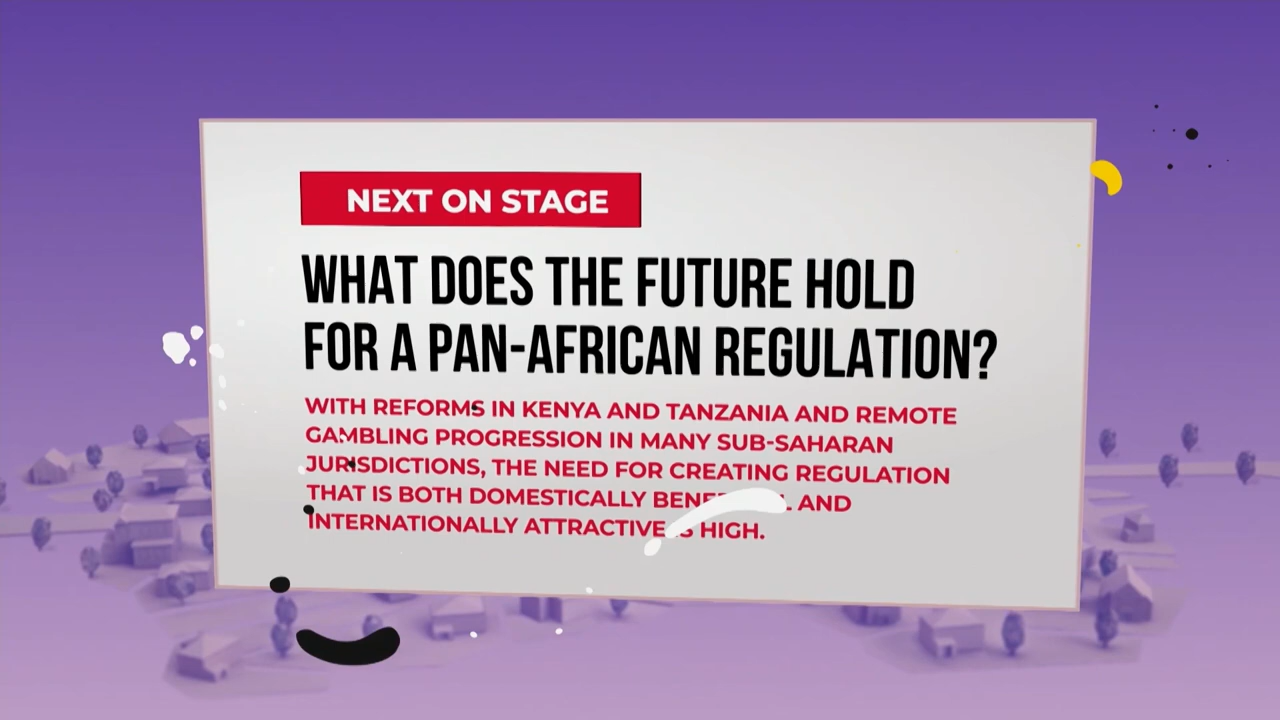 NEXT ON STAGE
WHAT DOES THE FUTURE HOLD
FOR A PAN-AFRICAN REGULATION?
WITH REFORMS IN KENYA AND TANZANIA AND REMOTE
GAMBLING PROGRESSION IN MANY SUB-SAHARAN
JURISDICTIONS, THE NEED FOR CREATING REGULATION
THAT IS BOTH DOMESTICALLY AND
INTERNATIONALLY ATTRACTIVE IS HIGH.